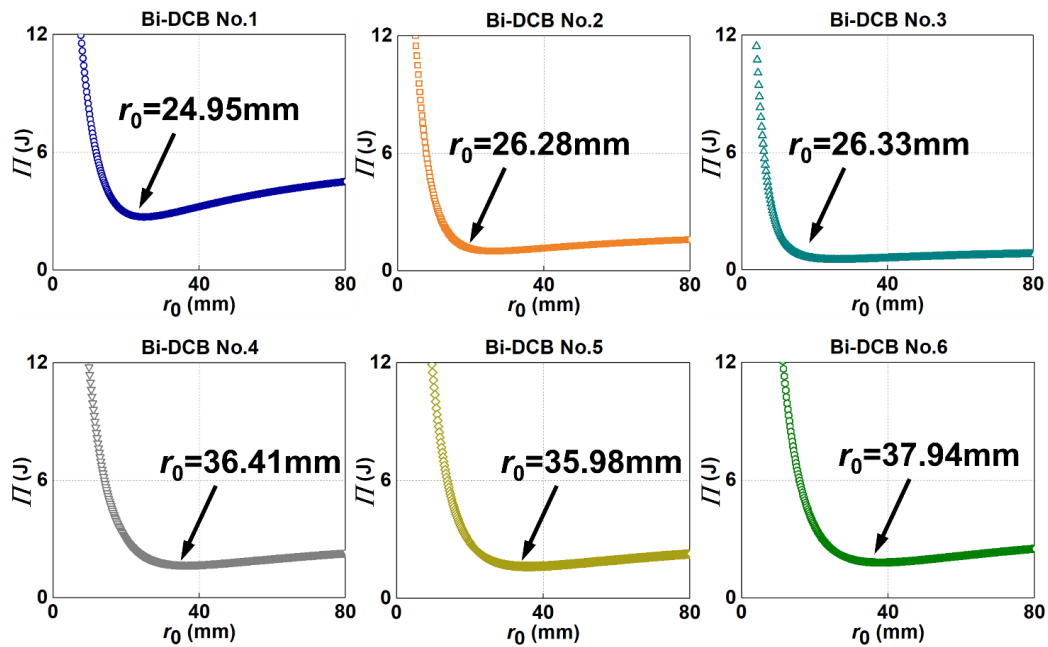 Bi-DCB No.1
Π (J)
12
6
0
r₀=24.95mm
0 40 80
r₀ (mm)
Bi-DCB No.2
Π (J)
12
6
0
r₀=26.28mm
0 40 80
r₀ (mm)
Bi-DCB No.3
Π (J)
12
6
0
r₀=26.33mm
0 40 80
r₀ (mm)
Bi-DCB No.4
Π (J)
12
6
0
r₀=36.41mm
0 40 80
r₀ (mm)
Bi-DCB No.5
Π (J)
12
6
0
r₀=35.98mm
0 40 80
r₀ (mm)
Bi-DCB No.6
Π (J)
12
6
0
r₀=37.94mm
0 40 80
r₀ (mm)